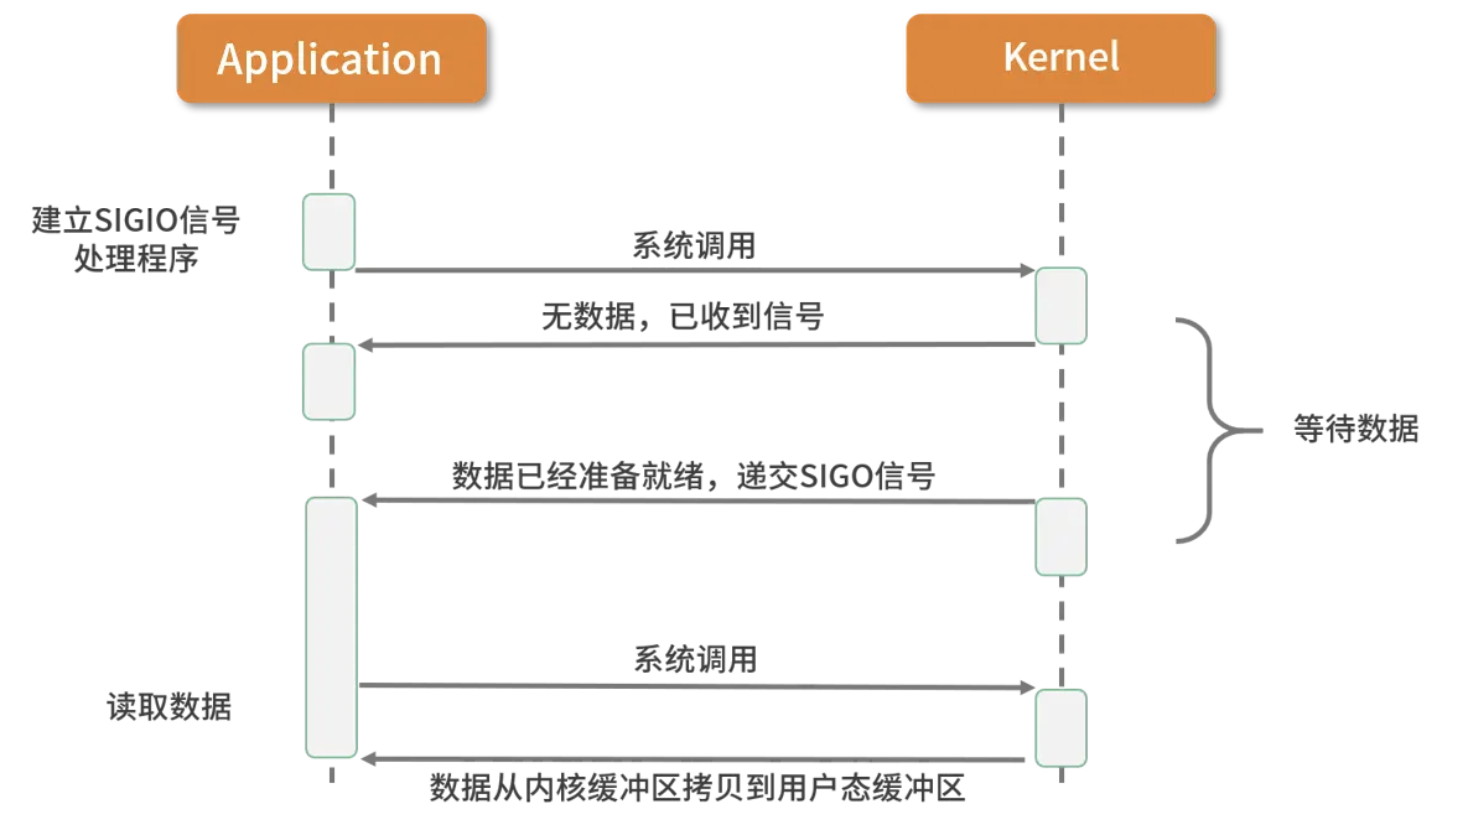 Application
Kernel
建立SIGIO信号
处理程序
系统调用
无数据，已收到信号
等待数据
数据已经准备就绪，递交SIGO信号
系统调用
读取数据
数据从内核缓冲区拷贝到用户态缓冲区